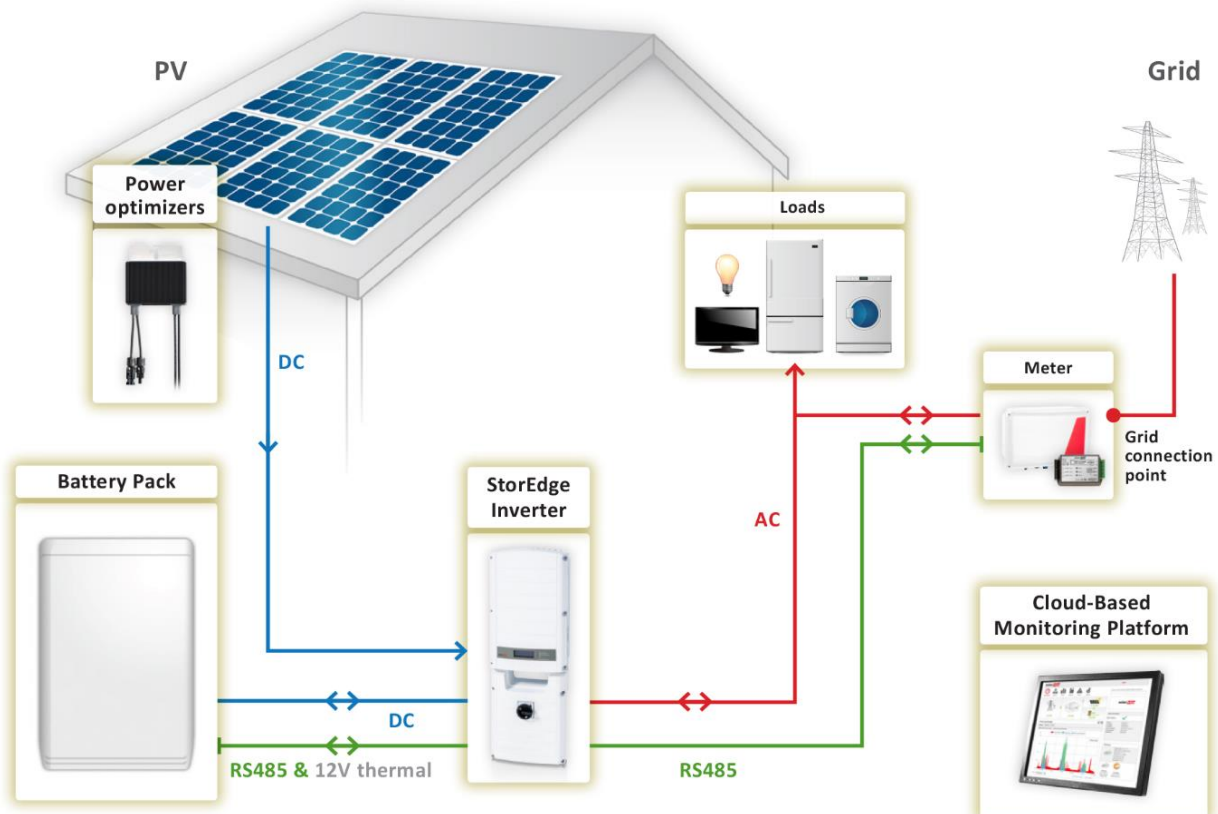 PV
Grid
Power
optimizers
Loads
DC
Meter
Grid
connection
point
Battery Pack
StorEdge
Inverter
AC
Cloud-Based
Monitoring Platform
DC
RS485 & 12V thermal
RS485